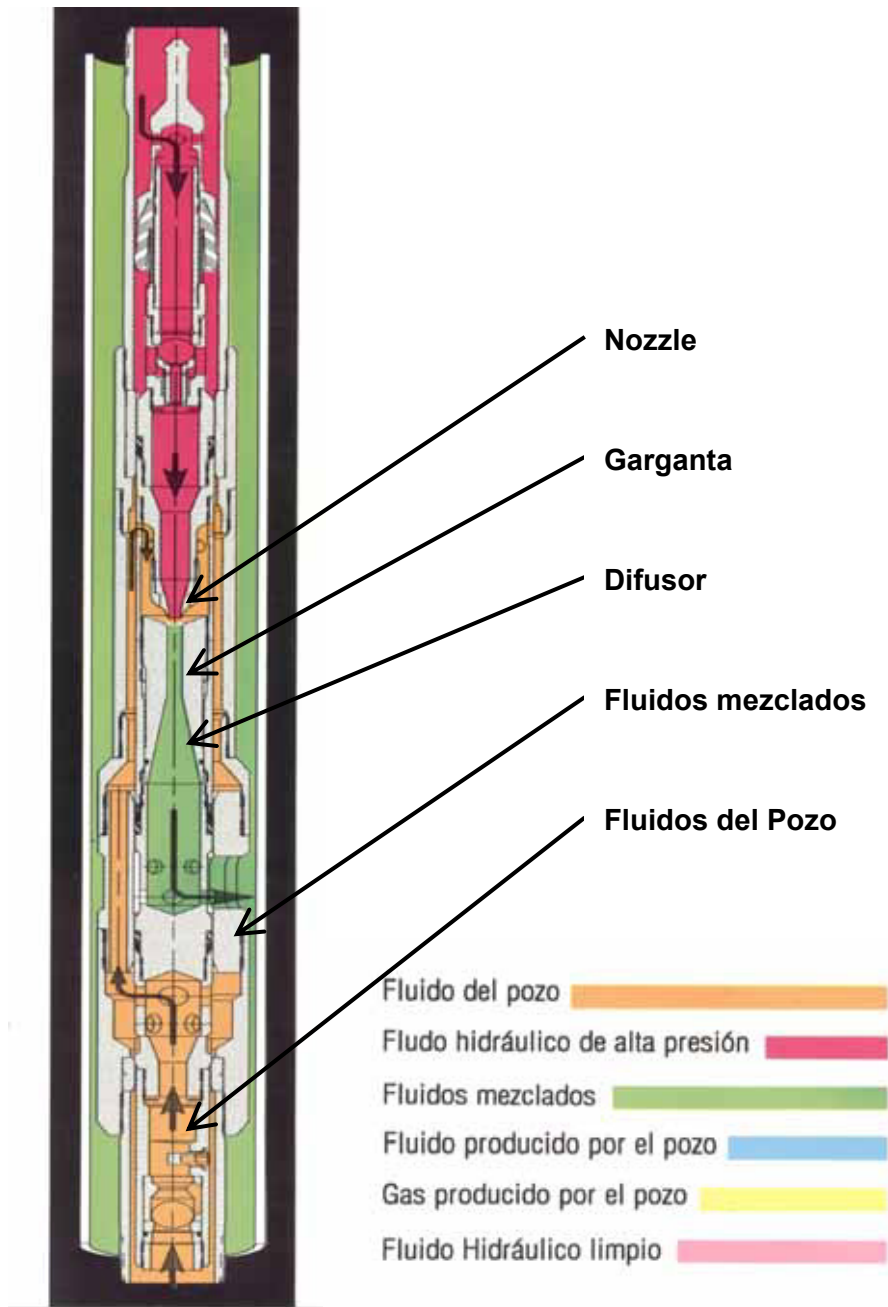 Nozzle
Garganta
Difusor
Fluidos mezclados
Fluidos del Pozo
Fluido del pozo
Fludo hidráulico de alta presión
Fluidos mezclados
Fluido producido por el pozo
Gas producido por el pozo
Fluido Hidráulico limpio